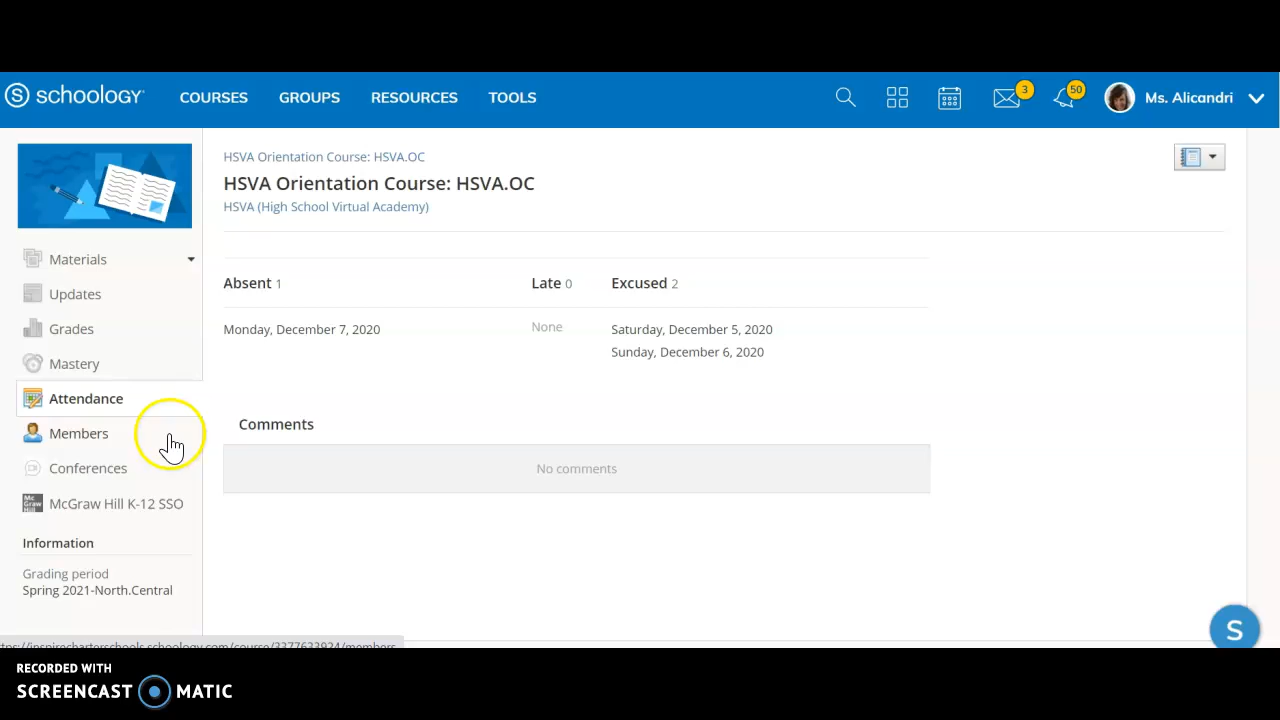 schoology
COURSES
GROUPS
RESOURCES
TOOLS
3
50
Ms. Alicandri
HSVA Orientation Course: HSVA.OC
HSVA Orientation Course: HSVA.OC
HSVA (High School Virtual Academy)
Materials
Updates
Grades
Mastery
Attendance
Members
Conferences
Mc Graw Hill
McGraw Hill K-12 SSO
Information
Grading period
Spring 2021-North.Central
Absent 1
Late 0
Excused 2
Monday, December 7, 2020
None
Saturday, December 5, 2020
Sunday, December 6, 2020
Comments
No comments
S
RECORDED WITH
SCREENCAST MATIC